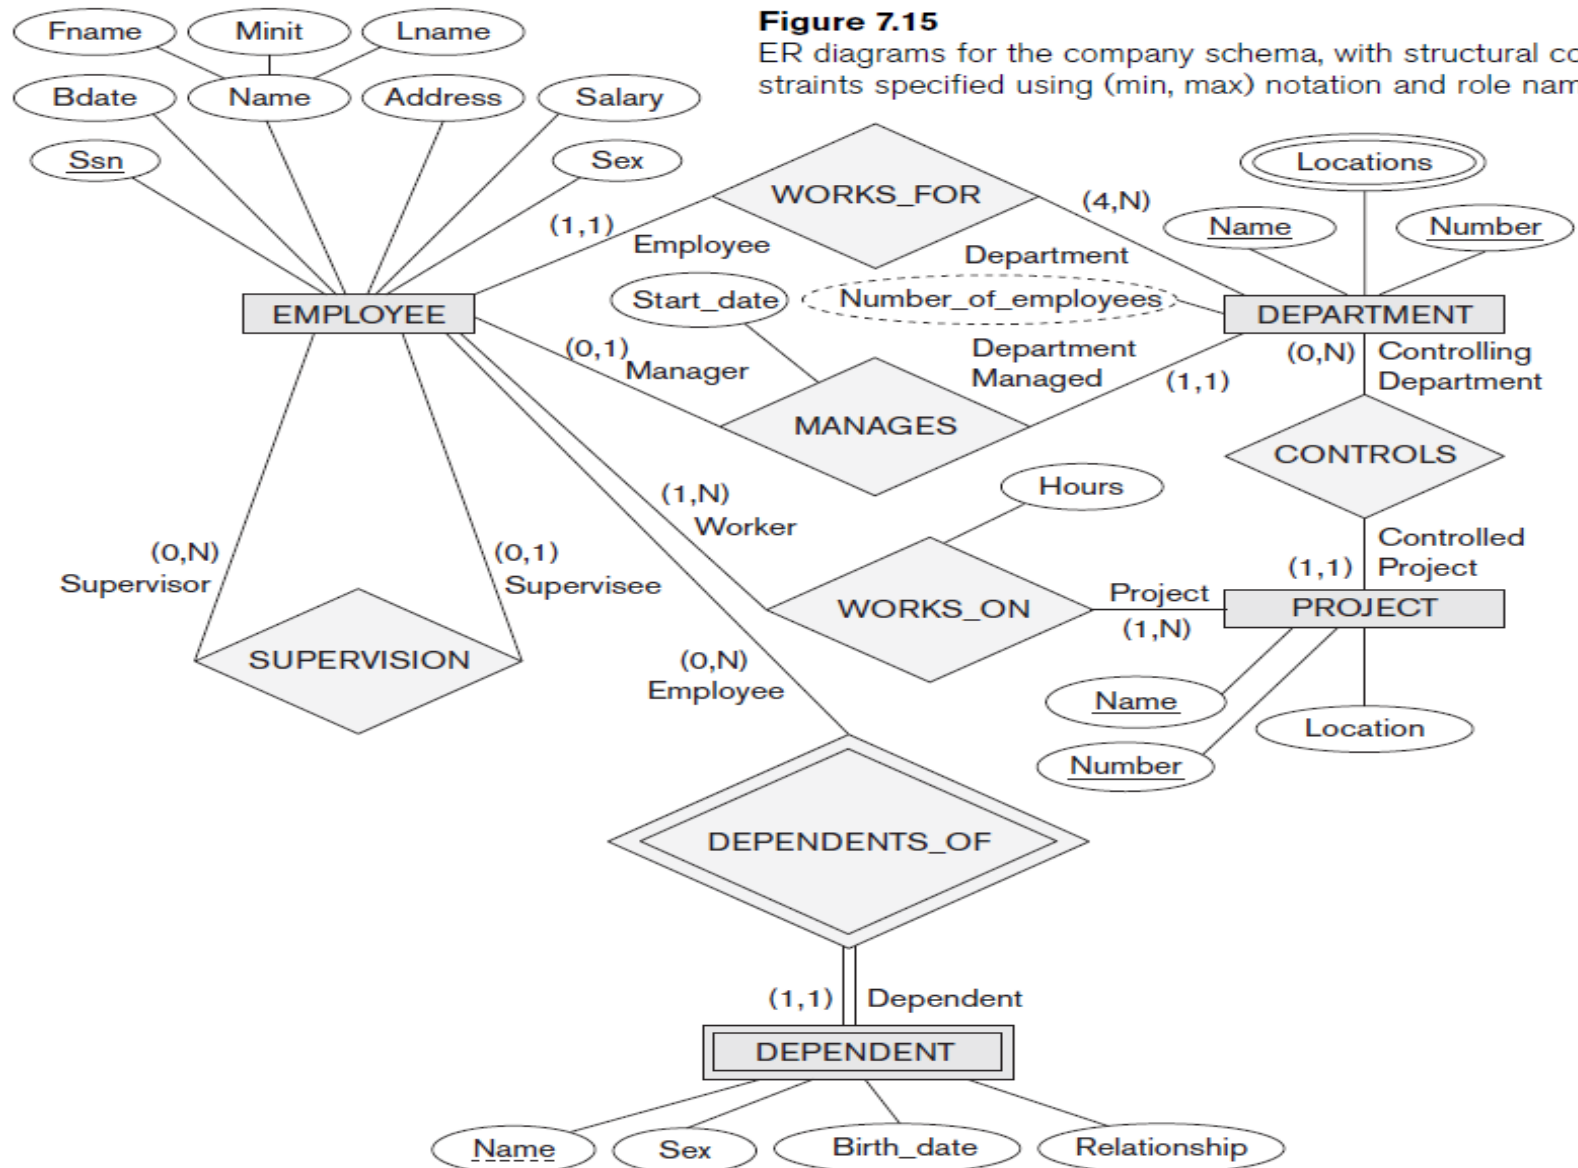 Figure 7.15
ER diagrams for the company schema, with structural co
straints specified using (min, max) notation and role nam
Fname
Minit
Lname
Bdate
Name
Address
Salary
Ssn
Sex
WORKS_FOR
Locations
(1,1)
Employee
(4,N)
Department
Name
Number
Start_date
Number_of_employees
EMPLOYEE
DEPARTMENT
(0,1)
Manager
Department
Managed
(1,1)
(0,N)
Controlling
Department
MANAGES
CONTROLS
(1,N)
Worker
Hours
(0,N)
Supervisor
(0,1)
Supervisee
Controlled
Project
(1,1)
WORKS_ON
Project
(1,N)
PROJECT
SUPERVISION
(0,N)
Employee
Name
Location
Number
DEPENDENTS_OF
(1,1)
Dependent
DEPENDENT
Name
Sex
Birth_date
Relationship